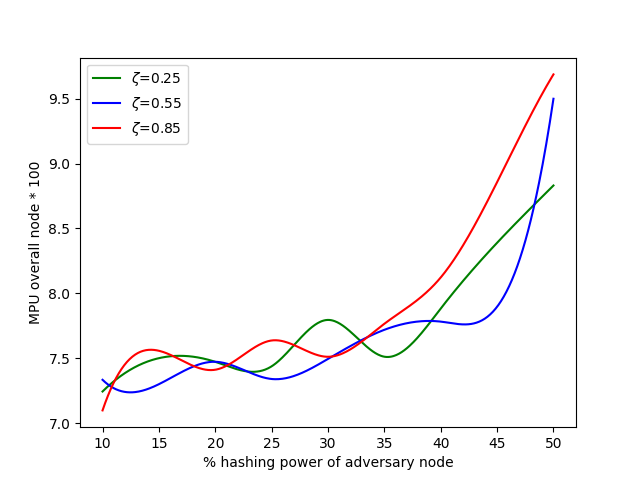 ζ=0.25
ζ=0.55
ζ=0.85
MPU overall node * 100
9.5
9.0
8.5
8.0
7.5
7.0
10 15 20 25 30 35 40 45 50
% hashing power of adversary node